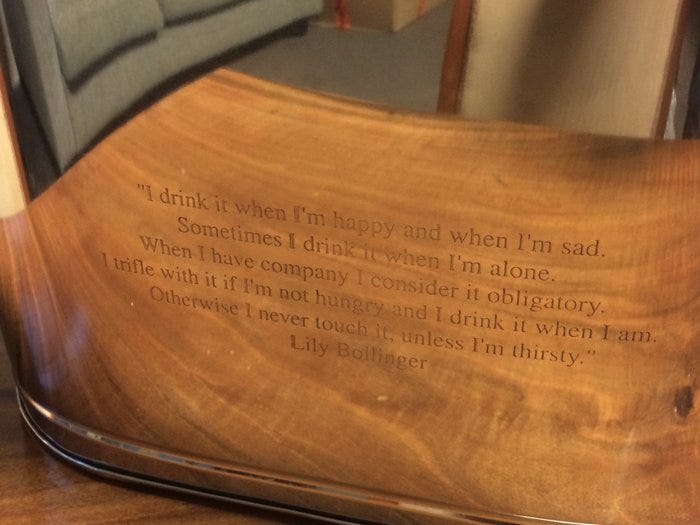 "I drink it when I'm happy and when I'm sad.
Sometimes I drink it when I'm alone.
When I have company I consider it obligatory.
I trifle with it if I'm not hungry and I drink it when I am.
Otherwise I never touch it, unless I'm thirsty."
Lily Bollinger